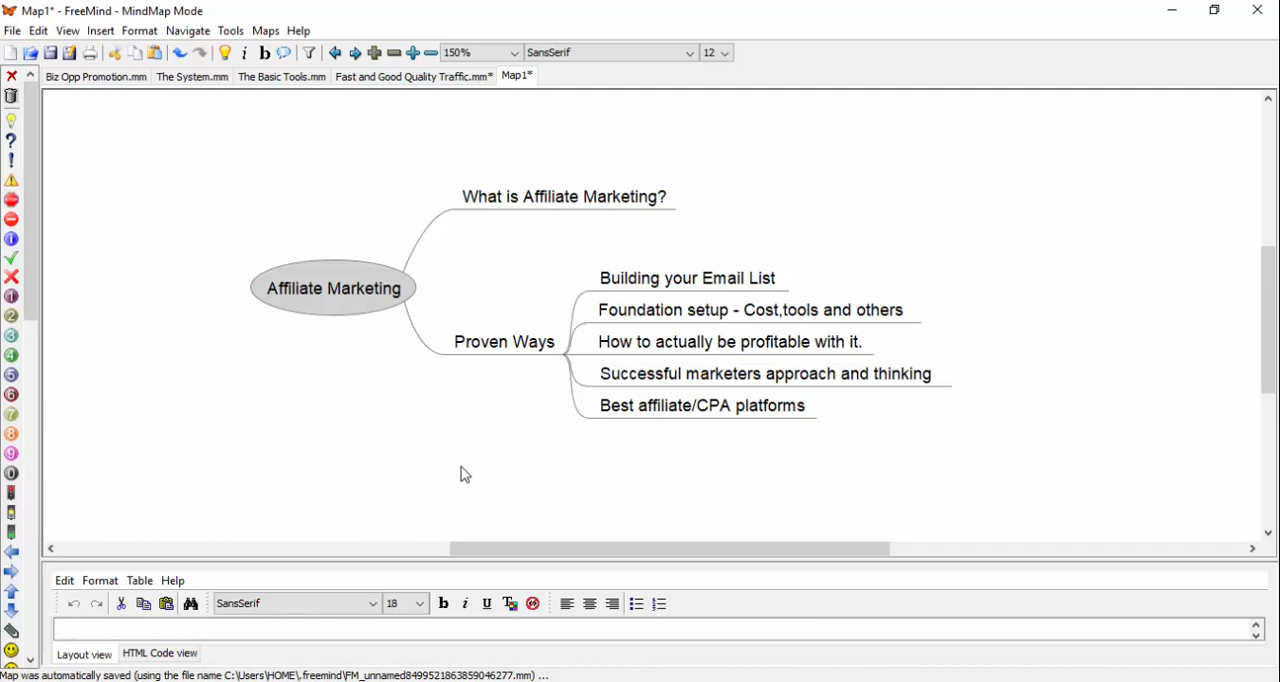 Map1* - FreeMind - MindMap Mode
File Edit View Insert Format Navigate Tools Maps Help
150% SansSerif 12
Biz Opp Promotion.mm The System.mm The Basic Tools.mm Fast and Good Quality Traffic.mm* Map1*
What is Affiliate Marketing?
Affiliate Marketing
Proven Ways
Building your Email List
Foundation setup - Cost,tools and others
How to actually be profitable with it.
Successful marketers approach and thinking
Best affiliate/CPA platforms
Edit Format Table Help
SansSerif 18 b i U
Layout view HTML Code view
Map was automatically saved (using the file name C:\Users\HOME\.freemind\FM_unnamed8499521863859046277.mm) ...